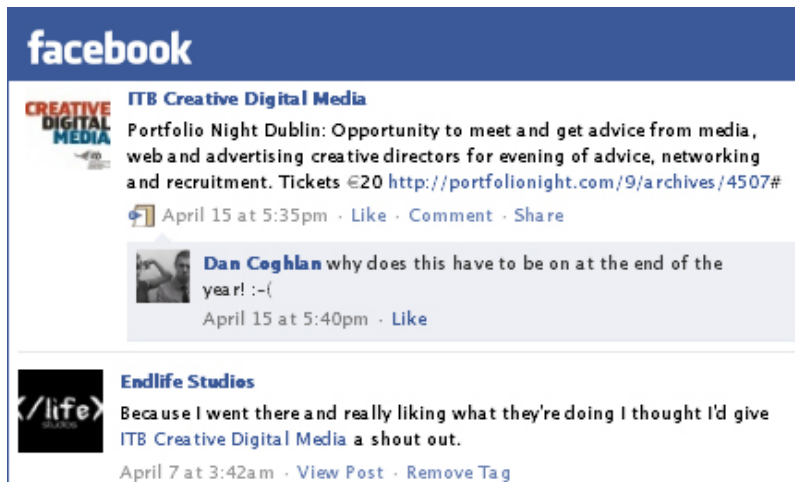 facebook
CREATIVE
DIGITAL
MEDIA
ITB Creative Digital Media
Portfolio Night Dublin: Opportunity to meet and get advice from media,
web and advertising creative directors for evening of advice, networking
and recruitment. Tickets €20 http://portfolionight.com/9/archives/4507#
April 15 at 5:35pm · Like · Comment · Share
Dan Coghlan why does this have to be on at the end of the
year! :-(
April 15 at 5:40pm · Like
</life>
studios
Endlife Studios
Because I went there and really liking what they're doing I thought I'd give
ITB Creative Digital Media a shout out.
April 7 at 3:42am · View Post · Remove Tag